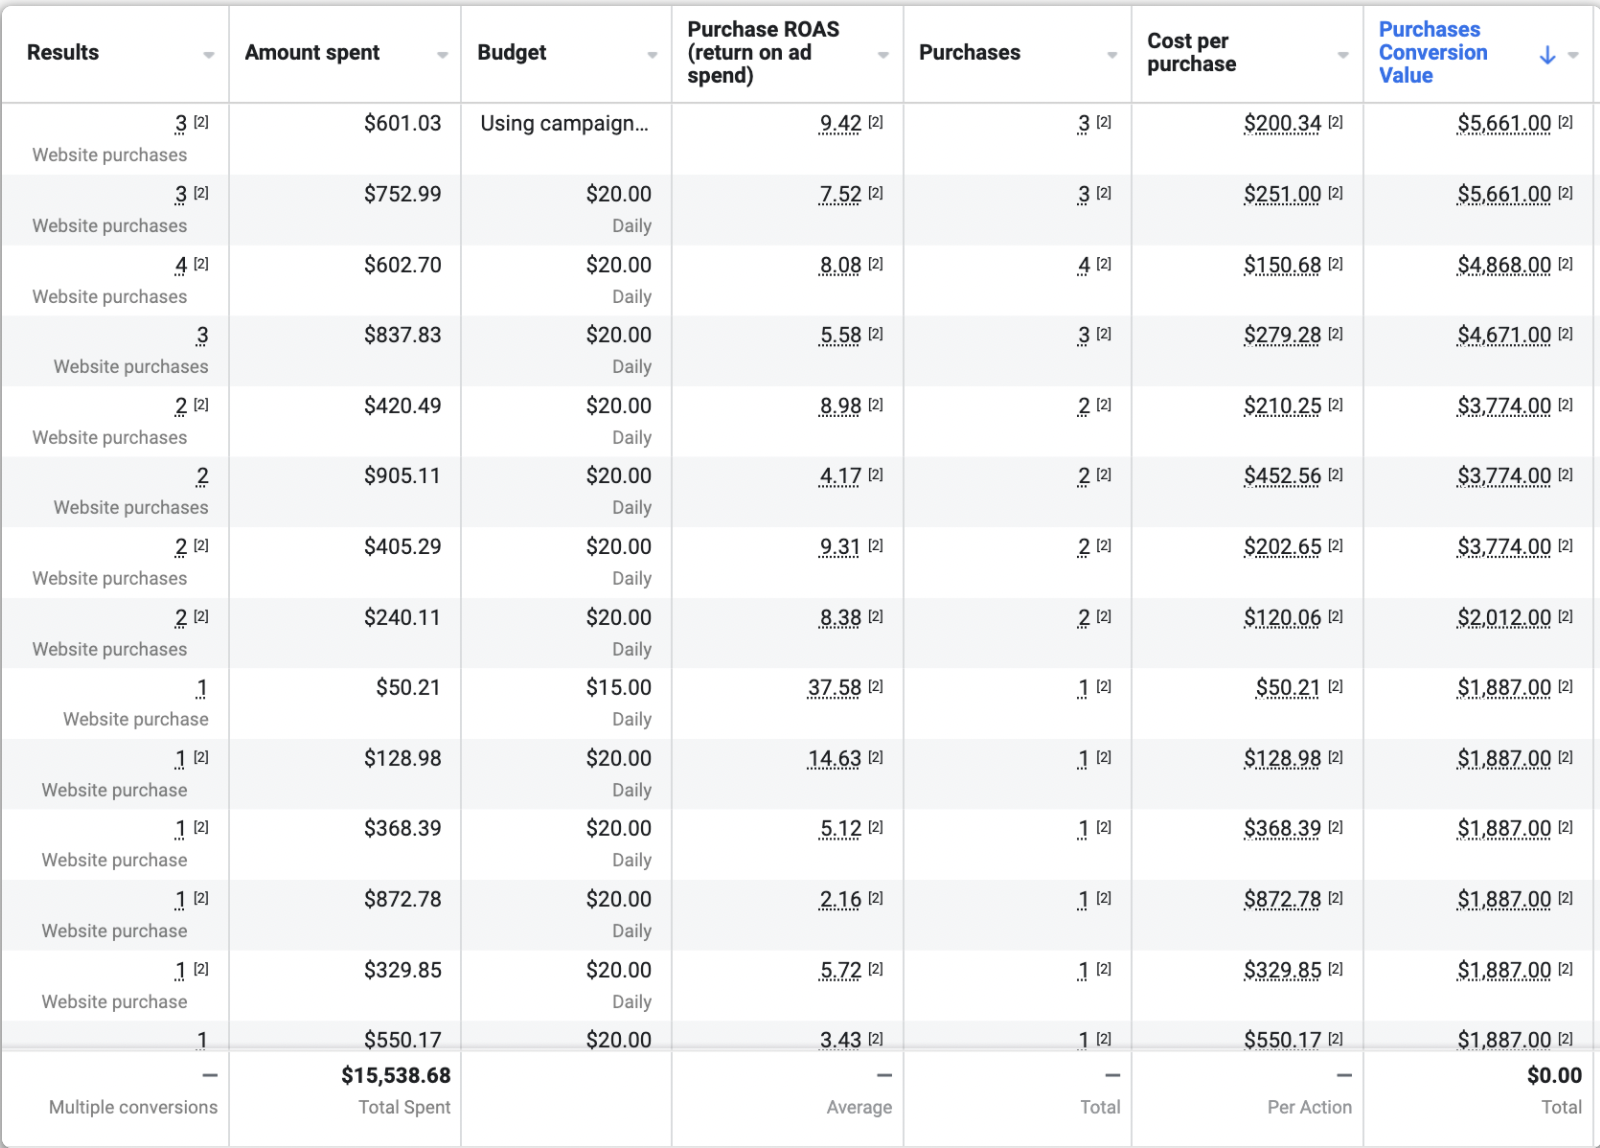 Results Amount spent Budget Purchase ROAS (return on ad spend) Purchases Cost per purchase Purchases Conversion Value
3 [2] $601.03 Using campaign... 9.42 [2] 3 [2] $200.34 [2] $5,661.00 [2]
Website purchases
3 [2] $752.99 $20.00 7.52 [2] 3 [2] $251.00 [2] $5,661.00 [2]
Website purchases Daily
4 [2] $602.70 $20.00 8.08 [2] 4 [2] $150.68 [2] $4,868.00 [2]
Website purchases Daily
3 $837.83 $20.00 5.58 [2] 3 [2] $279.28 [2] $4,671.00 [2]
Website purchases Daily
2 [2] $420.49 $20.00 8.98 [2] 2 [2] $210.25 [2] $3,774.00 [2]
Website purchases Daily
2 $905.11 $20.00 4.17 [2] 2 [2] $452.56 [2] $3,774.00 [2]
Website purchases Daily
2 [2] $405.29 $20.00 9.31 [2] 2 [2] $202.65 [2] $3,774.00 [2]
Website purchases Daily
2 [2] $240.11 $20.00 8.38 [2] 2 [2] $120.06 [2] $2,012.00 [2]
Website purchases Daily
1 $50.21 $15.00 37.58 [2] 1 [2] $50.21 [2] $1,887.00 [2]
Website purchase Daily
1 [2] $128.98 $20.00 14.63 [2] 1 [2] $128.98 [2] $1,887.00 [2]
Website purchase Daily
1 [2] $368.39 $20.00 5.12 [2] 1 [2] $368.39 [2] $1,887.00 [2]
Website purchase Daily
1 [2] $872.78 $20.00 2.16 [2] 1 [2] $872.78 [2] $1,887.00 [2]
Website purchase Daily
1 [2] $329.85 $20.00 5.72 [2] 1 [2] $329.85 [2] $1,887.00 [2]
Website purchase Daily
1 $550.17 $20.00 3.43 [2] 1 [2] $550.17 [2] $1,887.00 [2]
— $15,538.68 — — — $0.00
Multiple conversions Total Spent Average Total Per Action Total